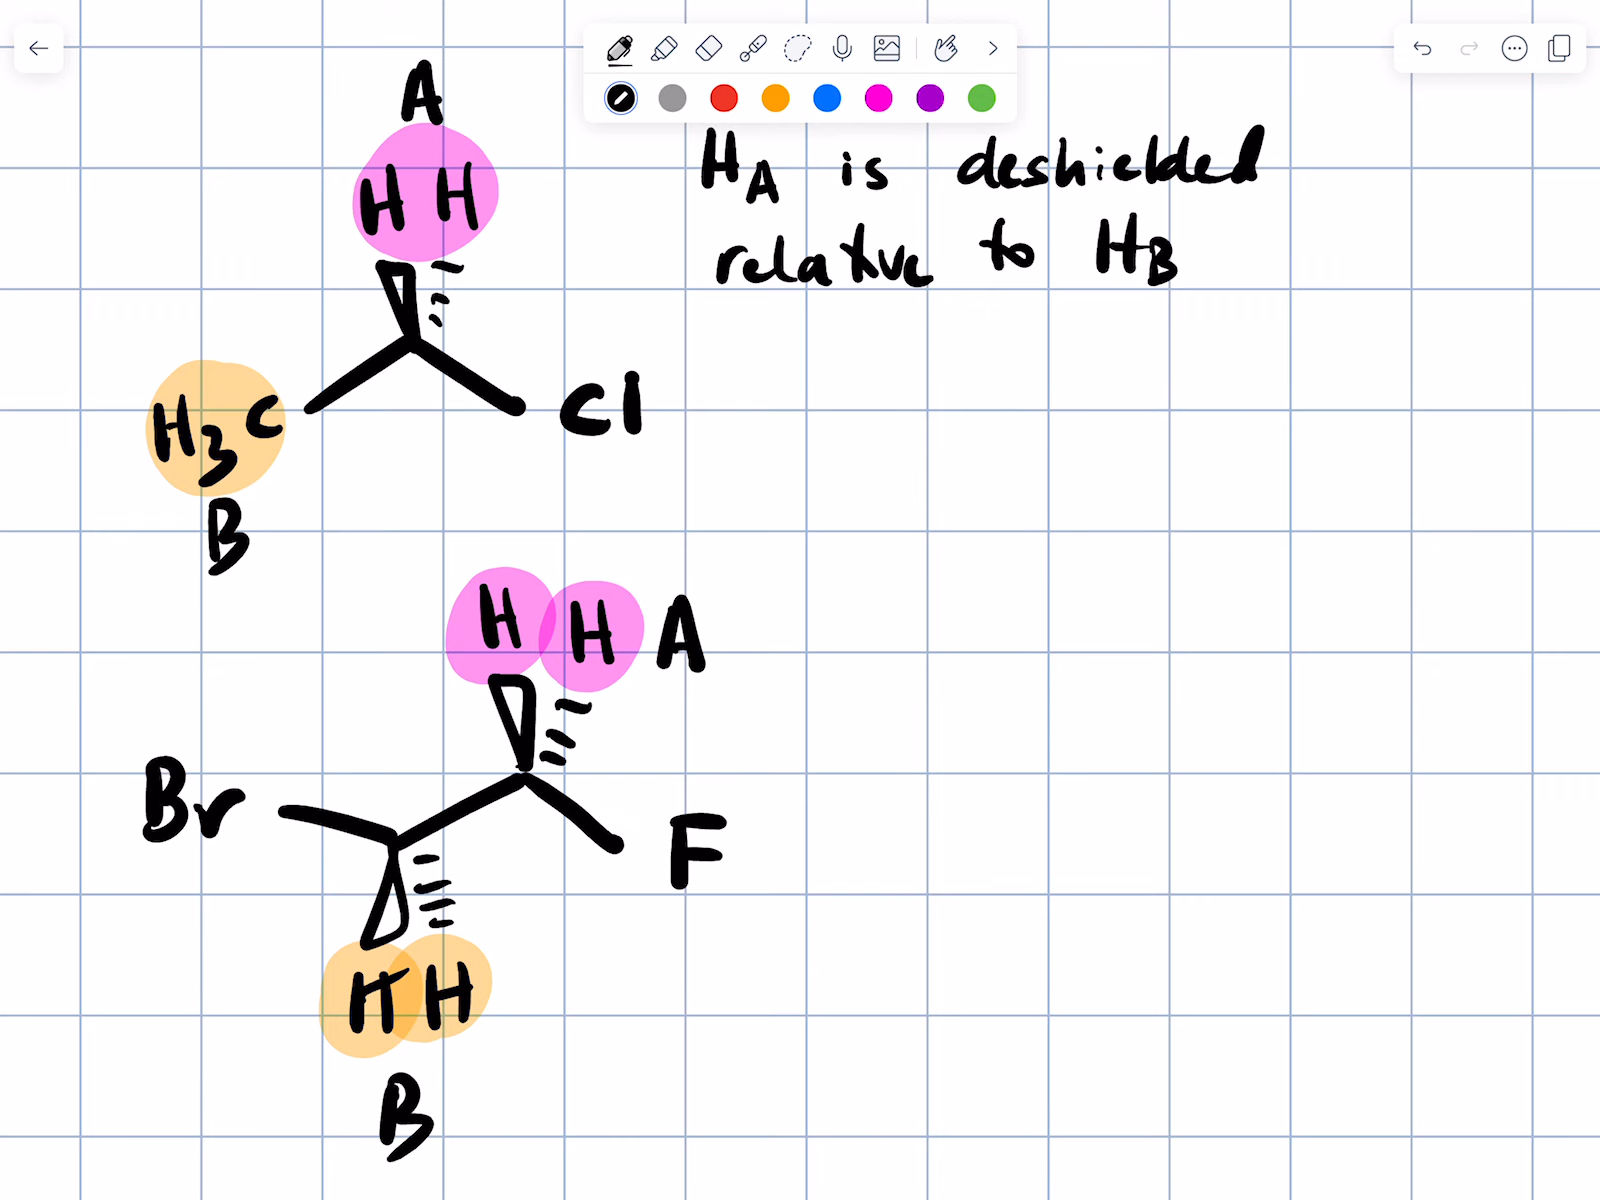 A
H H
H3C
Cl
B
HA is deshielded
relative to HB
H H A
Br
F
H H
B